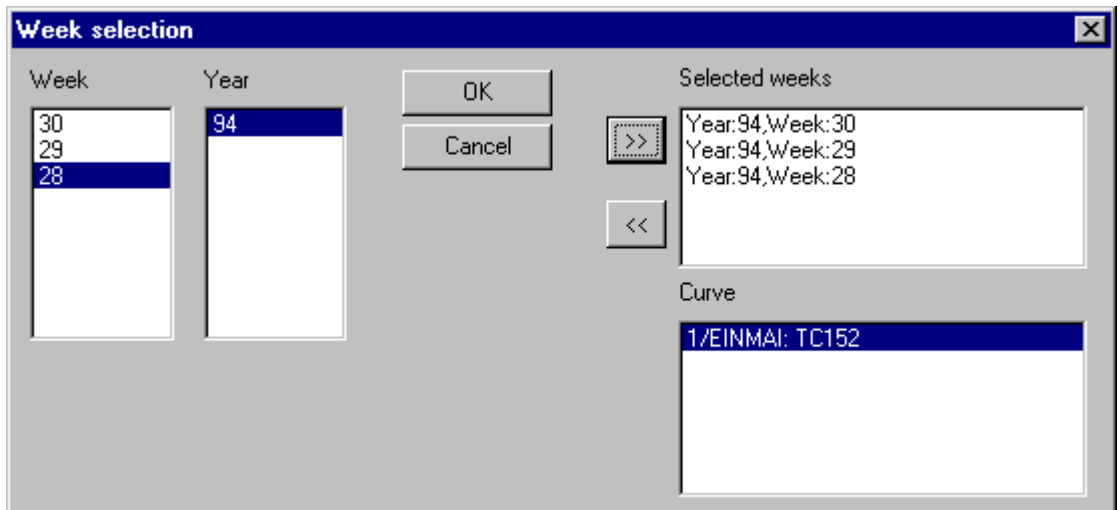 Week selection
Week
Year
30
29
28
94
OK
Cancel
>>
<<
Selected weeks
Year:94,Week:30
Year:94,Week:29
Year:94,Week:28
Curve
1/EINMAI: TC152